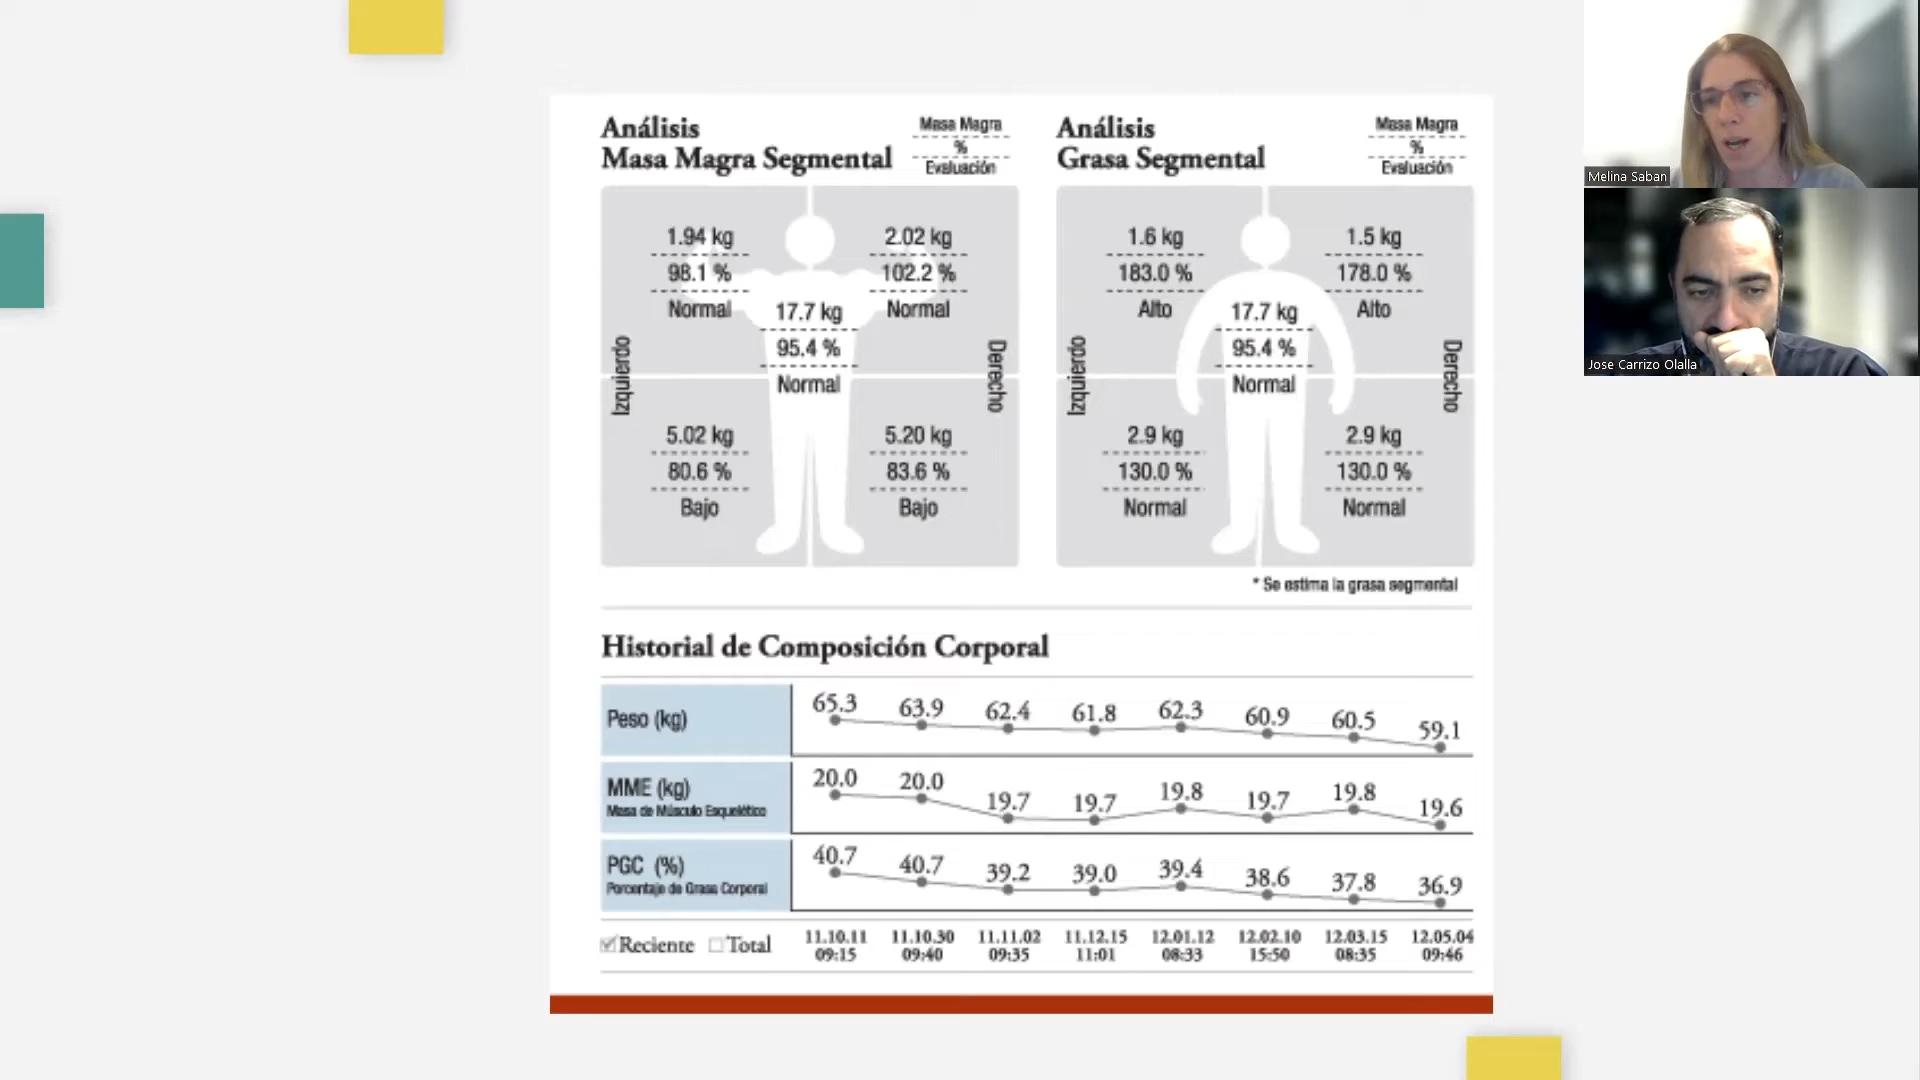 Análisis
Masa Magra Segmental
Masa Magra
%
Evaluación
1.94 kg
98.1 %
Normal
2.02 kg
102.2 %
Normal
17.7 kg
95.4 %
Normal
Izquierdo
Derecho
5.02 kg
80.6 %
Bajo
5.20 kg
83.6 %
Bajo
Análisis
Grasa Segmental
Masa Magra
%
Evaluación
1.6 kg
183.0 %
Alto
1.5 kg
178.0 %
Alto
17.7 kg
95.4 %
Normal
Izquierdo
Derecho
2.9 kg
130.0 %
Normal
2.9 kg
130.0 %
Normal
* Se estima la grasa segmental
Historial de Composición Corporal
Peso (kg)
65.3 63.9 62.4 61.8 62.3 60.9 60.5 59.1
MME (kg)
Masa de Músculo Esquelético
20.0 20.0 19.7 19.7 19.8 19.7 19.8 19.6
PGC (%)
Porcentaje de Grasa Corporal
40.7 40.7 39.2 39.0 39.4 38.6 37.8 36.9
Reciente Total
11.10.11 11.10.30 11.11.02 11.12.15 12.01.12 12.02.10 12.03.15 12.05.04
09:15 09:40 09:35 11:01 08:33 15:50 08:35 09:46
Melina Saban
Jose Carrizo Olalla